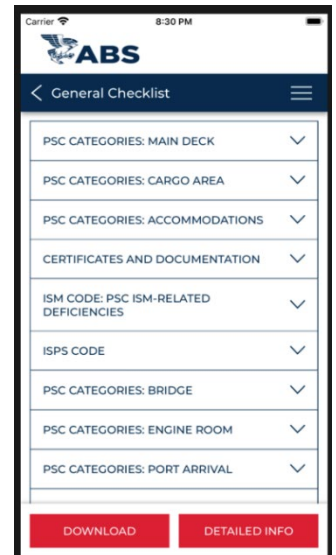 Carrier 8:30 PM
ABS
General Checklist
PSC CATEGORIES: MAIN DECK
PSC CATEGORIES: CARGO AREA
PSC CATEGORIES: ACCOMMODATIONS
CERTIFICATES AND DOCUMENTATION
ISM CODE: PSC ISM-RELATED
DEFICIENCIES
ISPS CODE
PSC CATEGORIES: BRIDGE
PSC CATEGORIES: ENGINE ROOM
PSC CATEGORIES: PORT ARRIVAL
DOWNLOAD DETAILED INFO